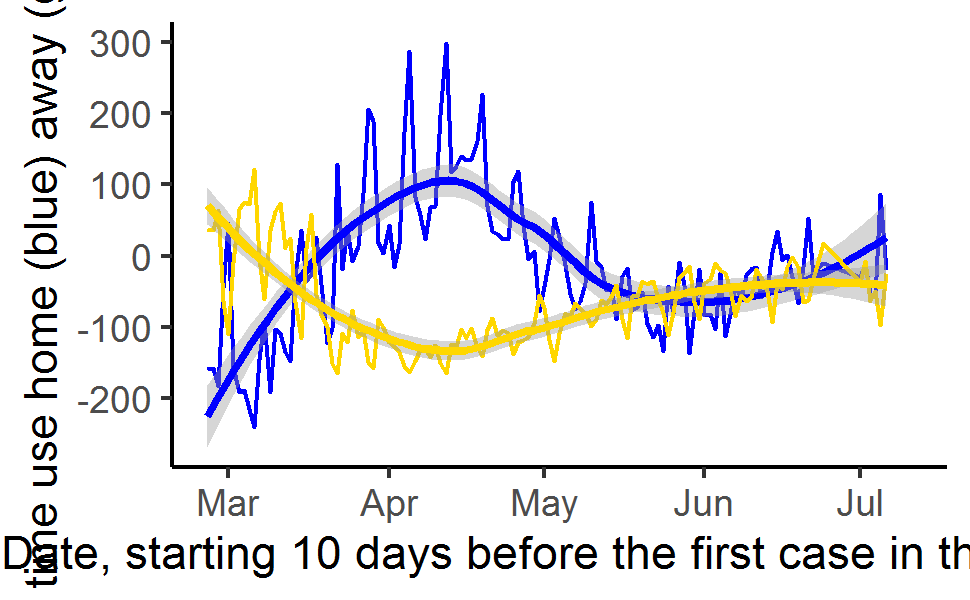 time use home (blue) away (
300
200
100
0
-100
-200
Mar Apr May Jun Jul
Date, starting 10 days before the first case in th